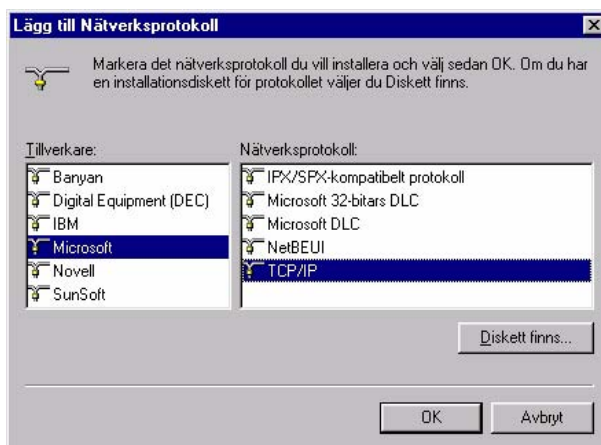 Lägg till Nätverksprotokoll
Markera det nätverksprotokoll du vill installera och välj sedan OK. Om du har
en installationsdiskett för protokollet väljer du Diskett finns.
Tillverkare:
Banyan
Digital Equipment (DEC)
IBM
Microsoft
Novell
SunSoft
Nätverksprotokoll:
IPX/SPX-kompatibelt protokoll
Microsoft 32-bitars DLC
Microsoft DLC
NetBEUI
TCP/IP
Diskett finns...
OK
Avbryt